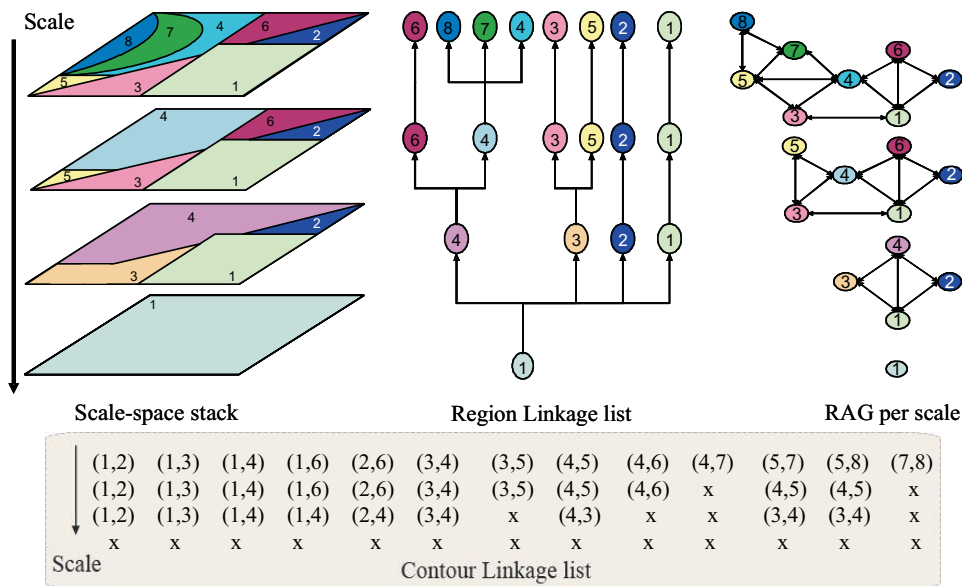 Scale
8 7 4 6 2 5 3 1
4 6 2 5 3 1
4 2 3 1
1
6 8 7 4 3 5 2 1
6 4 3 5 2 1
4 3 2 1
1
8 7 6 5 4 2 3 1
5 6 4 2 3 1
4 3 2 1
1
Scale-space stack
Region Linkage list
RAG per scale
(1,2) (1,3) (1,4) (1,6) (2,6) (3,4) (3,5) (4,5) (4,6) (4,7) (5,7) (5,8) (7,8)
(1,2) (1,3) (1,4) (1,6) (2,6) (3,4) (3,5) (4,5) (4,6) x (4,5) (4,5) x
(1,2) (1,3) (1,4) (1,4) (2,4) (3,4) x (4,3) x x (3,4) (3,4) x
x x x x x x x x x x x x x
Scale
Contour Linkage list